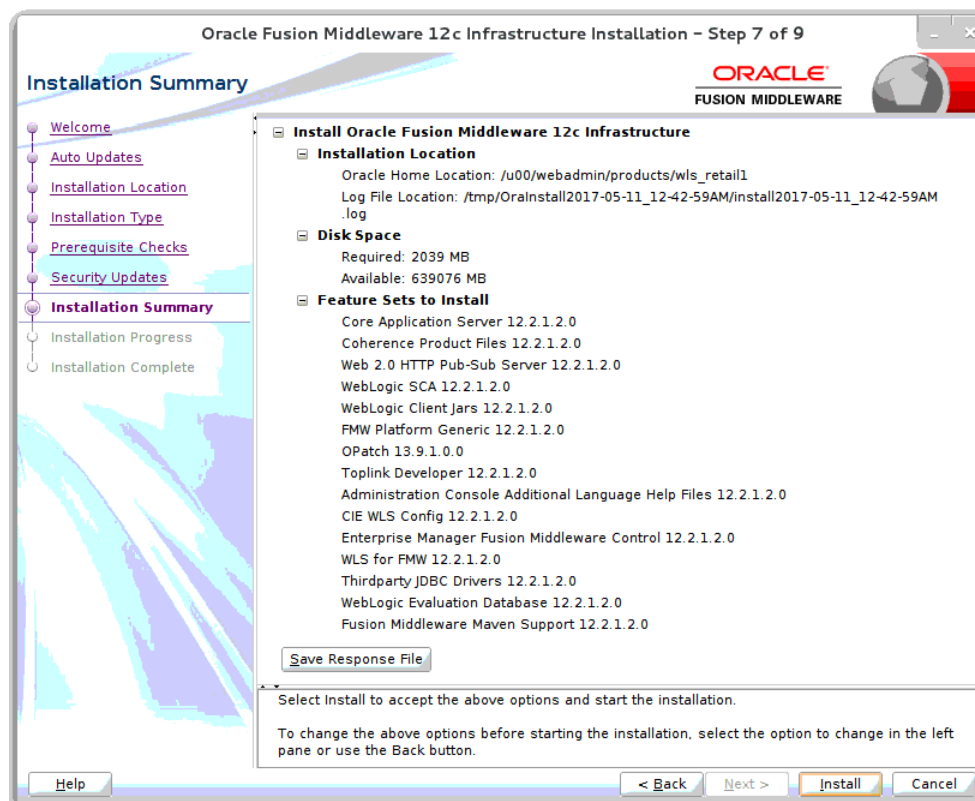 Oracle Fusion Middleware 12c Infrastructure Installation - Step 7 of 9
Installation Summary
ORACLE
FUSION MIDDLEWARE
Welcome
Auto Updates
Installation Location
Installation Type
Prerequisite Checks
Security Updates
Installation Summary
Installation Progress
Installation Complete
Install Oracle Fusion Middleware 12c Infrastructure
Installation Location
Oracle Home Location: /u00/webadmin/products/wls_retail1
Log File Location: /tmp/OraInstall2017-05-11_12-42-59AM/install2017-05-11_12-42-59AM
.log
Disk Space
Required: 2039 MB
Available: 639076 MB
Feature Sets to Install
Core Application Server 12.2.1.2.0
Coherence Product Files 12.2.1.2.0
Web 2.0 HTTP Pub-Sub Server 12.2.1.2.0
WebLogic SCA 12.2.1.2.0
WebLogic Client Jars 12.2.1.2.0
FMW Platform Generic 12.2.1.2.0
OPatch 13.9.1.0.0
Toplink Developer 12.2.1.2.0
Administration Console Additional Language Help Files 12.2.1.2.0
CIE WLS Config 12.2.1.2.0
Enterprise Manager Fusion Middleware Control 12.2.1.2.0
WLS for FMW 12.2.1.2.0
Thirdparty JDBC Drivers 12.2.1.2.0
WebLogic Evaluation Database 12.2.1.2.0
Fusion Middleware Maven Support 12.2.1.2.0
Save Response File
Select Install to accept the above options and start the installation.
To change the above options before starting the installation, select the option to change in the left
pane or use the Back button.
Help
< Back
Next >
Install
Cancel